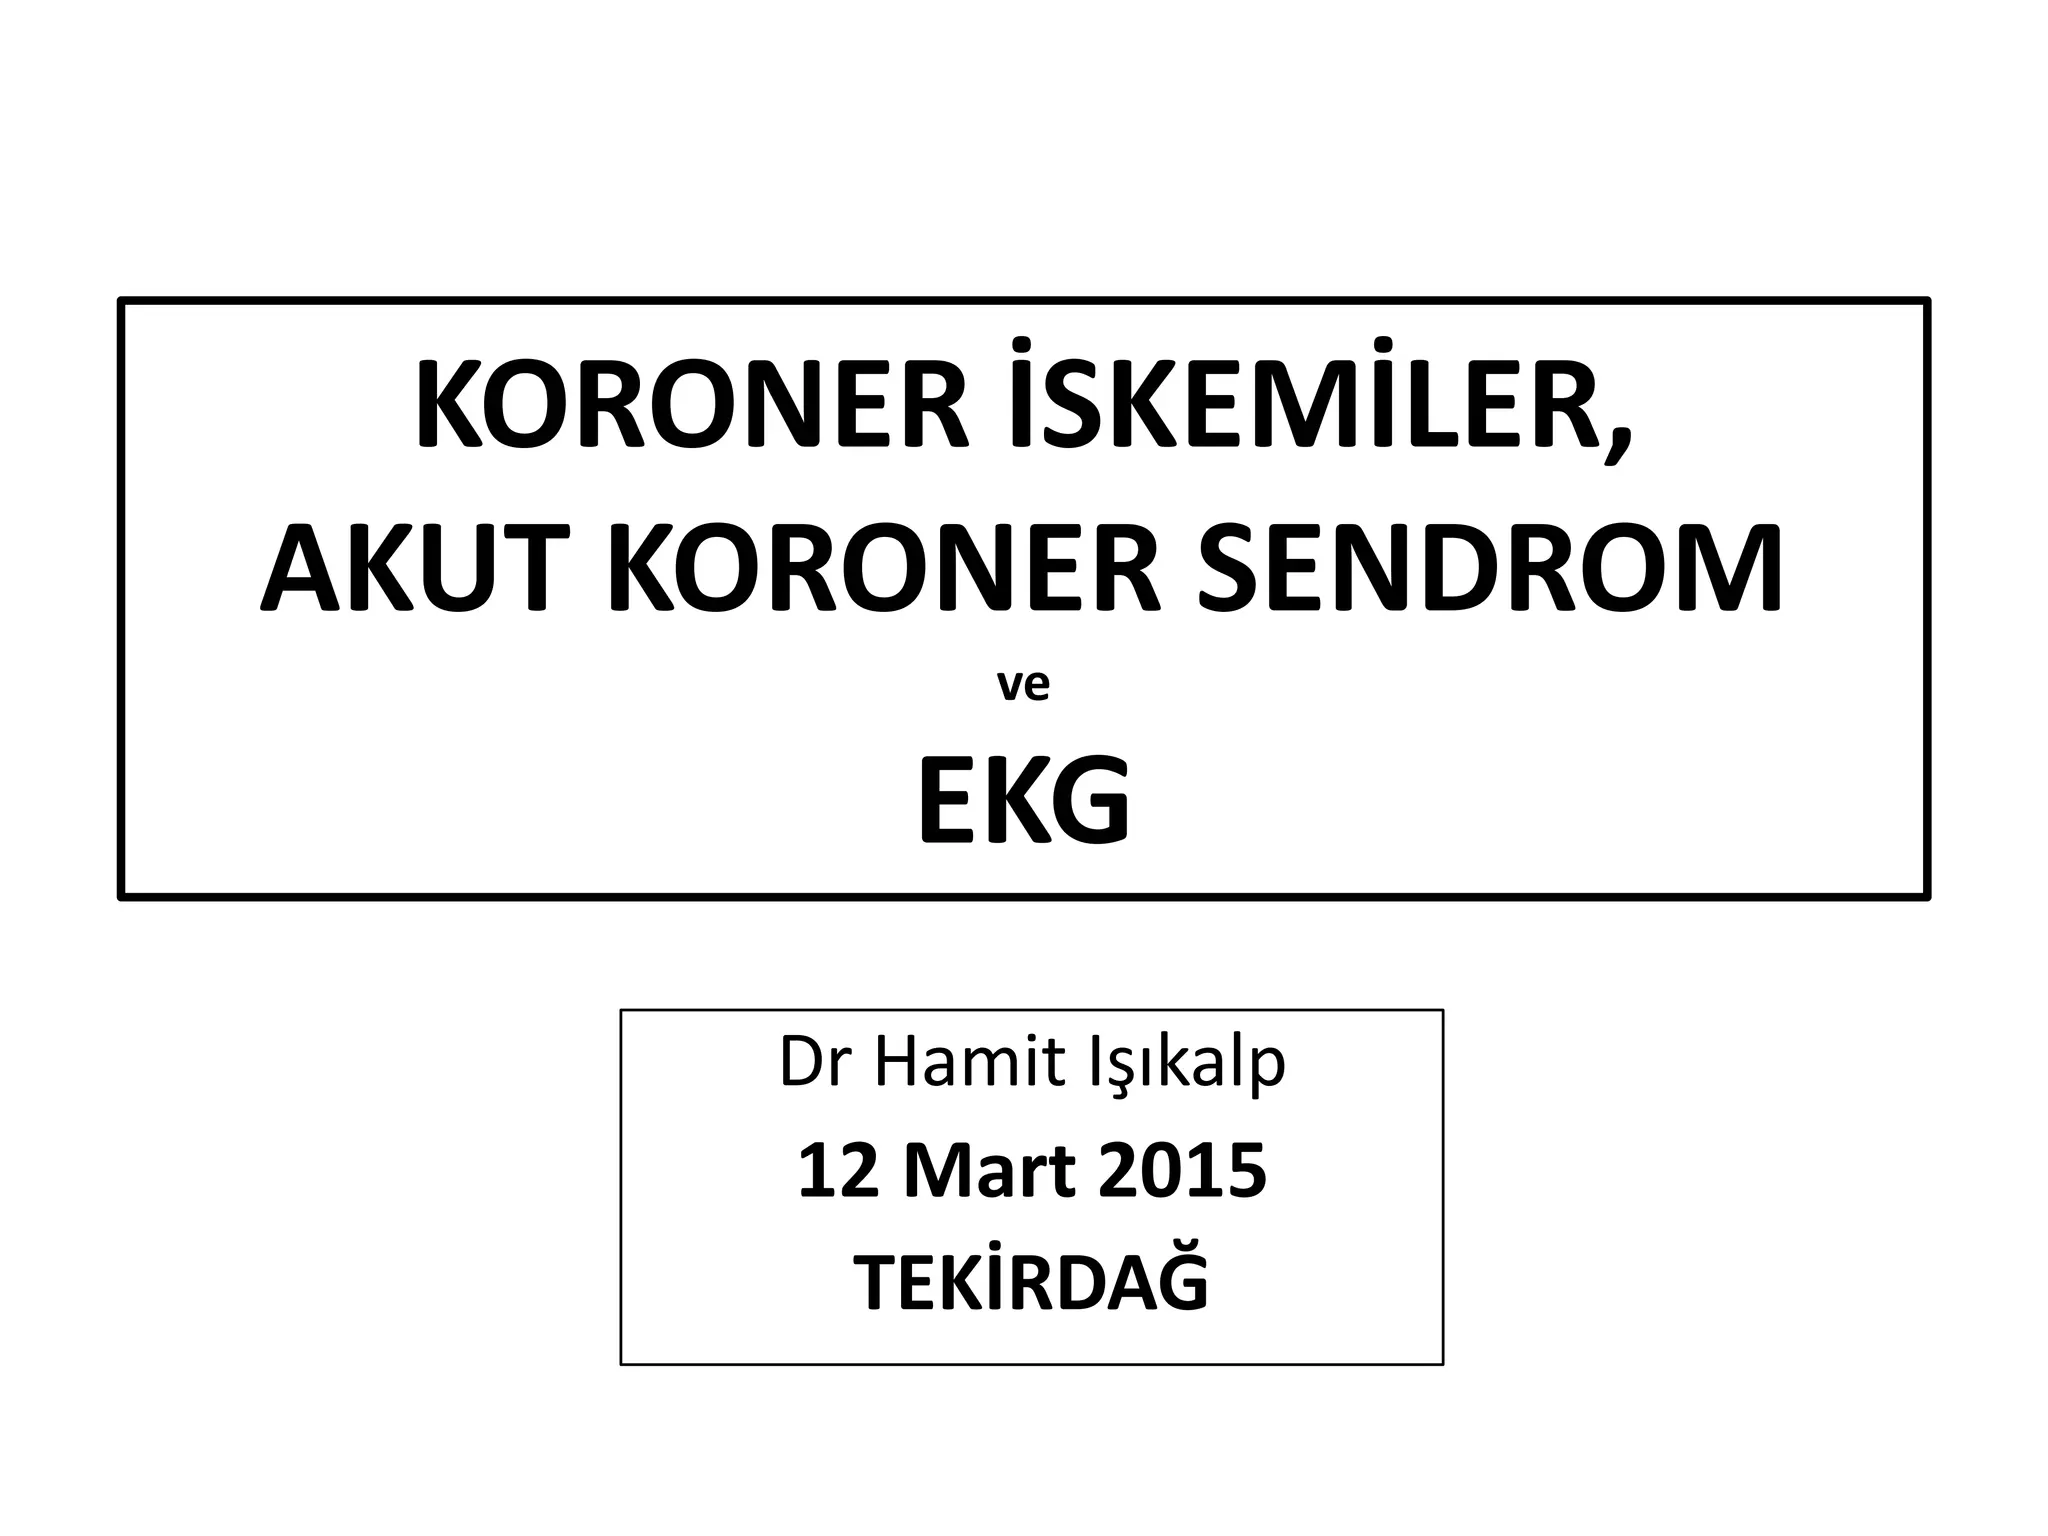 KORONER İSKEMİLER,
AKUT KORONER SENDROM
ve
EKG
Dr Hamit Işıkalp
12 Mart 2015
TEKİRDAĞ